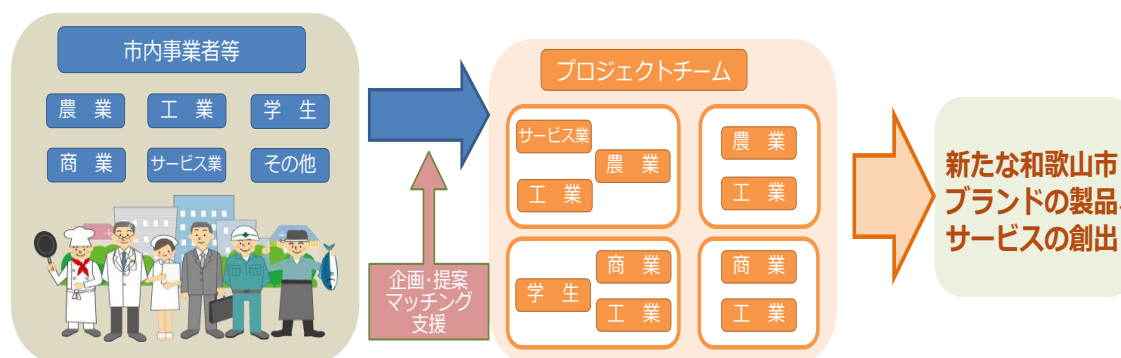 市内事業者等
農　業
工　業
学　生
商　業
サービス業
その他
企画・提案
マッチング
支援
プロジェクトチーム
サービス業
農　業
工　業
農　業
工　業
学　生
商　業
工　業
商　業
工　業
新たな和歌山市
ブランドの製品、
サービスの創出